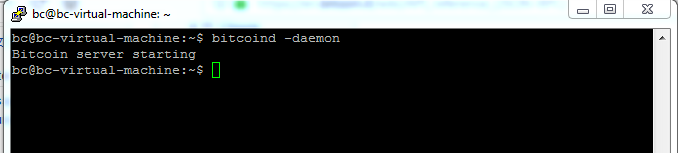 bc@bc-virtual-machine: ~
bc@bc-virtual-machine:~$ bitcoind -daemon
Bitcoin server starting
bc@bc-virtual-machine:~$